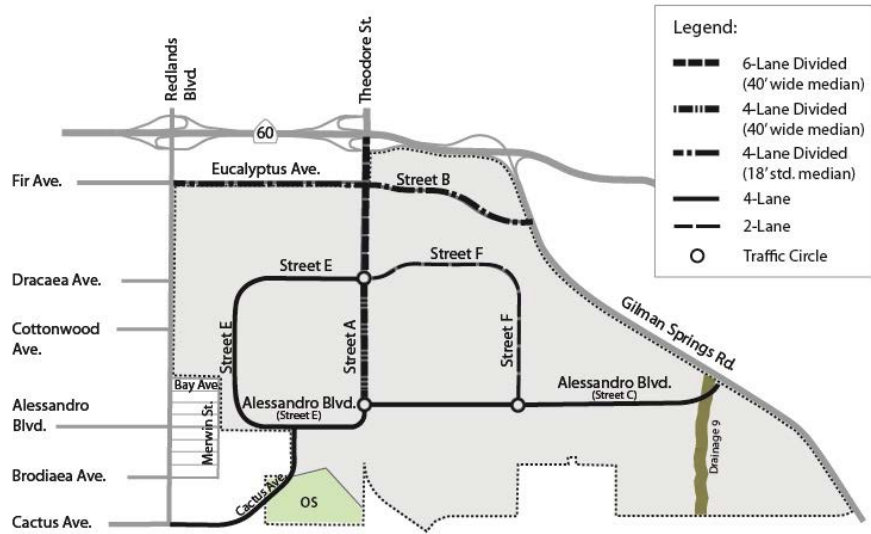 Redlands
Blvd.
Theodore St.
60
Legend:
6-Lane Divided
(40' wide median)
4-Lane Divided
(40' wide median)
4-Lane Divided
(18' std. median)
4-Lane
2-Lane
Traffic Circle
Fir Ave.
Eucalyptus Ave.
Street B
Dracaea Ave.
Street E
Street F
Cottonwood
Ave.
Street E
Street A
Street F
Gilman Springs Rd.
Bay Ave
Alessandro
Blvd.
Merwin St.
Alessandro Blvd.
(Street E)
Alessandro Blvd.
(Street C)
Drainage 9
Brodiaea Ave.
Cactus Ave.
OS
Cactus Ave.